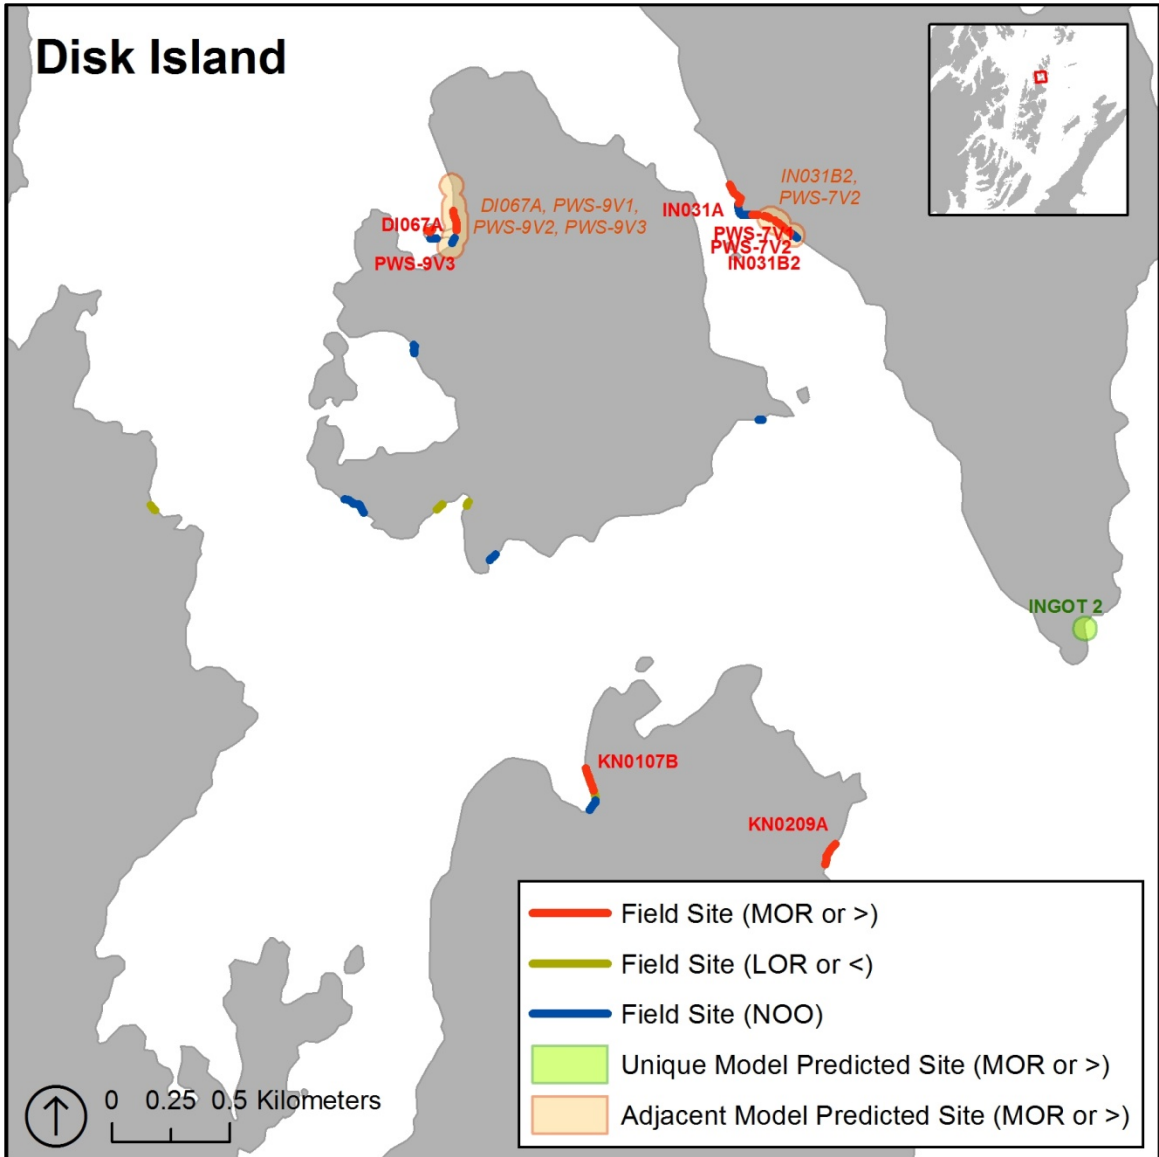 Disk Island
DI067A, PWS-9V1,
PWS-9V2, PWS-9V3
DI067A
PWS-9V3
IN031B2,
PWS-7V2
IN031A
PWS-7V1
PWS-7V2
IN031B2
INGOT 2
KN0107B
KN0209A
Field Site (MOR or >)
Field Site (LOR or <)
Field Site (NOO)
Unique Model Predicted Site (MOR or >)
Adjacent Model Predicted Site (MOR or >)
0 0.25 0.5 Kilometers